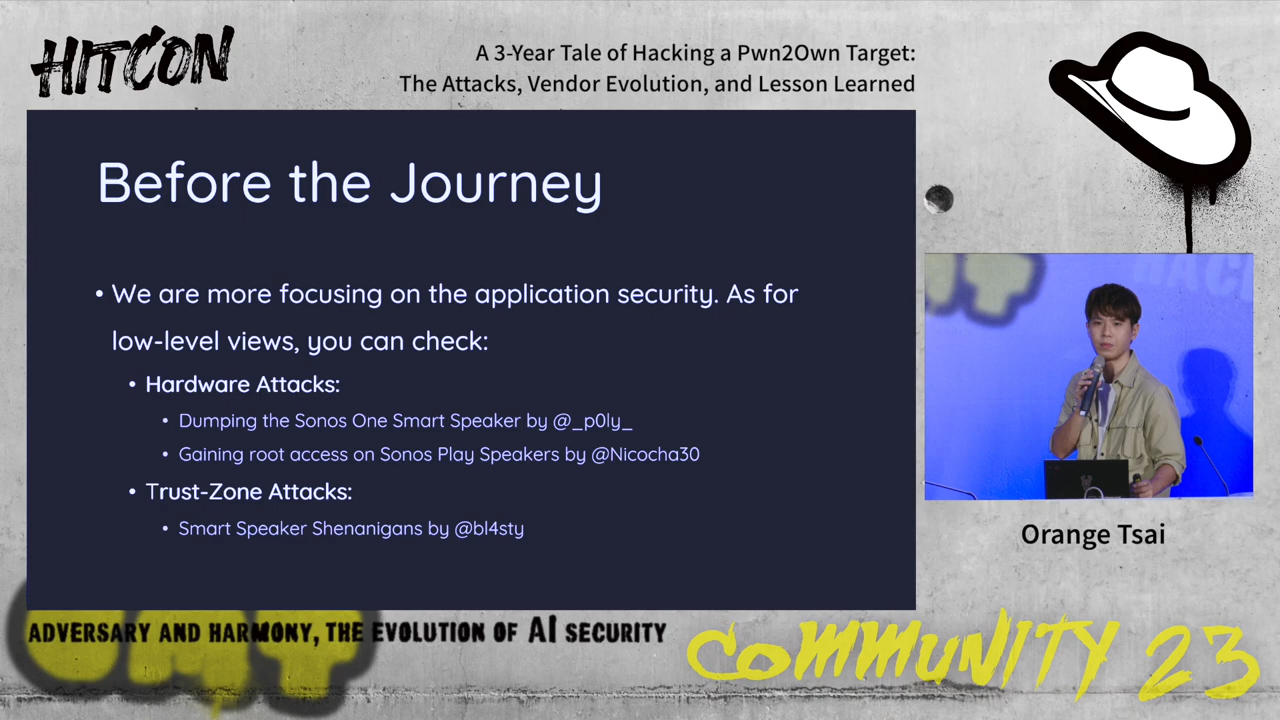 HITCON
A 3-Year Tale of Hacking a Pwn2Own Target:
The Attacks, Vendor Evolution, and Lesson Learned
Before the Journey
• We are more focusing on the application security. As for
low-level views, you can check:
• Hardware Attacks:
• Dumping the Sonos One Smart Speaker by @_p0ly_
• Gaining root access on Sonos Play Speakers by @Nicocha30
• Trust-Zone Attacks:
• Smart Speaker Shenanigans by @bl4sty
Orange Tsai
ADVERSARY AND HARMONY, THE EVOLUTION OF AI SECURITY
COMMUNITY 23